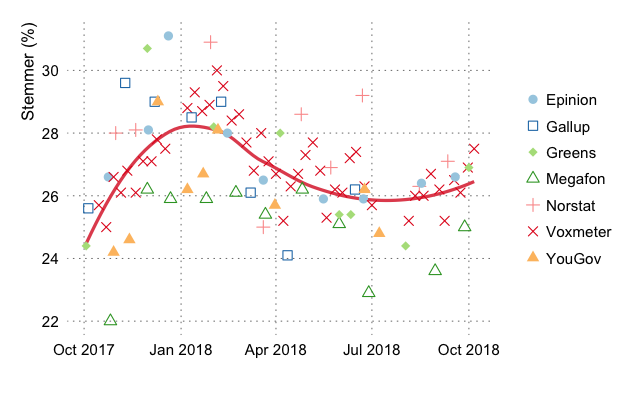 Stemmer (%)
30
28
26
24
22
Oct 2017
Jan 2018
Apr 2018
Jul 2018
Oct 2018
Epinion
Gallup
Greens
Megafon
Norstat
Voxmeter
YouGov